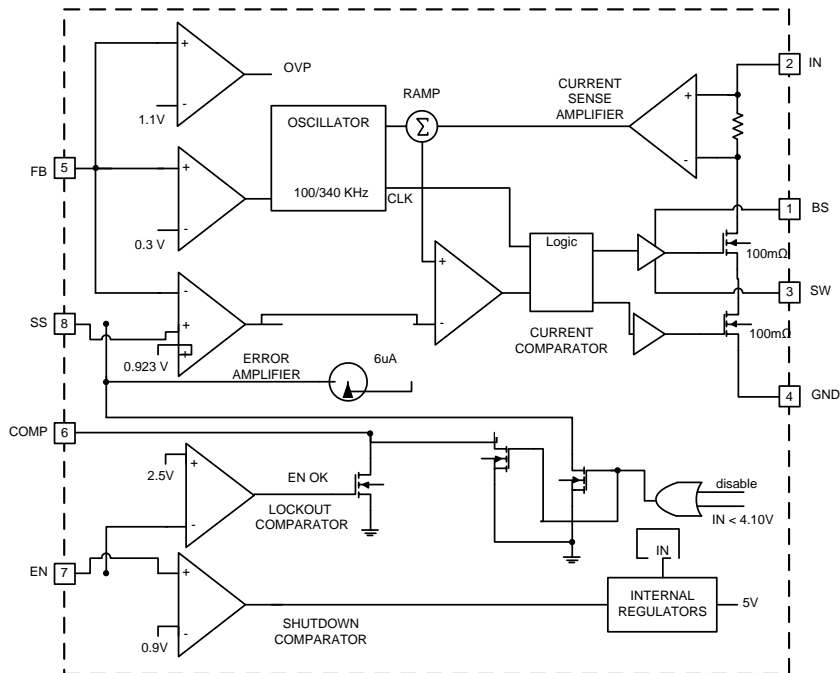 OVP
2 IN
RAMP
CURRENT
SENSE
AMPLIFIER
+
-
1.1V
OSCILLATOR
Σ
+
-
FB 5
+
-
100/340 KHz
CLK
1 BS
0.3 V
Logic
100mΩ
-
+
+
+
-
3 SW
SS 8
100mΩ
0.923 V
ERROR
AMPLIFIER
6uA
CURRENT
COMPARATOR
4 GND
COMP 6
2.5V
+
-
EN OK
LOCKOUT
COMPARATOR
disable
IN < 4.10V
IN
EN 7
+
-
0.9V
SHUTDOWN
COMPARATOR
INTERNAL
REGULATORS
5V